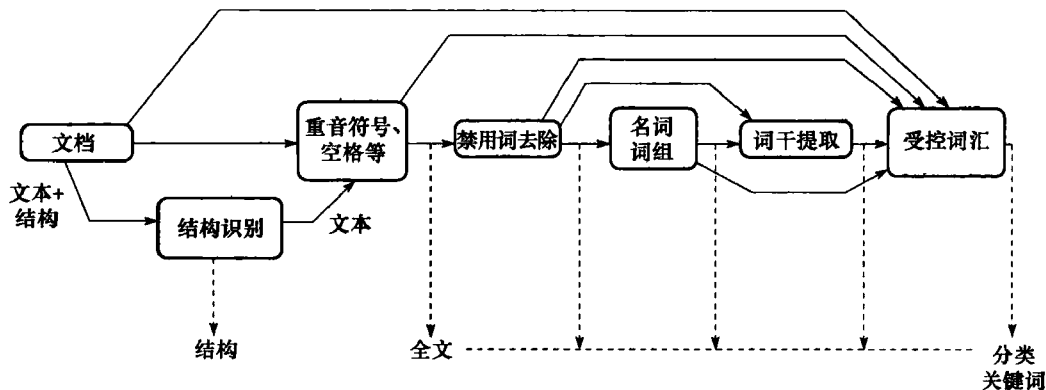 文档
重音符号、
空格等
禁用词去除
名词
词组
词干提取
受控词汇
文本+
结构
结构识别
文本
结构
全文
分类
关键词